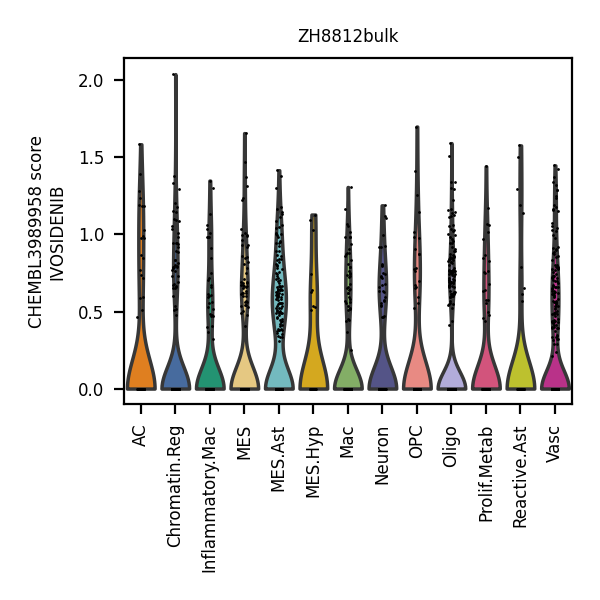 ZH8812bulk
CHEMBL3989958 score
IVOSIDENIB
2.0
1.5
1.0
0.5
0.0
AC
Chromatin.Reg
Inflammatory.Mac
MES
MES.Ast
MES.Hyp
Mac
Neuron
OPC
Oligo
Prolif.Metab
Reactive.Ast
Vasc